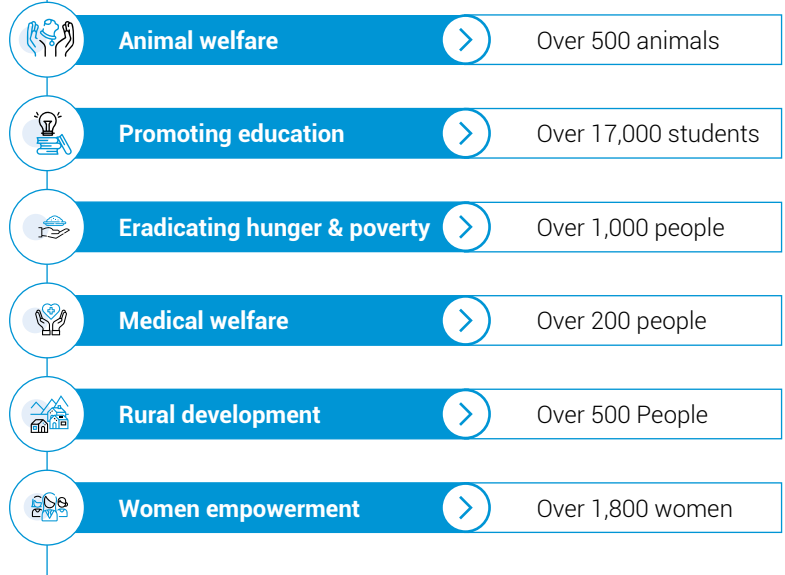 Animal welfare Over 500 animals
Promoting education Over 17,000 students
Eradicating hunger & poverty Over 1,000 people
Medical welfare Over 200 people
Rural development Over 500 People
Women empowerment Over 1,800 women